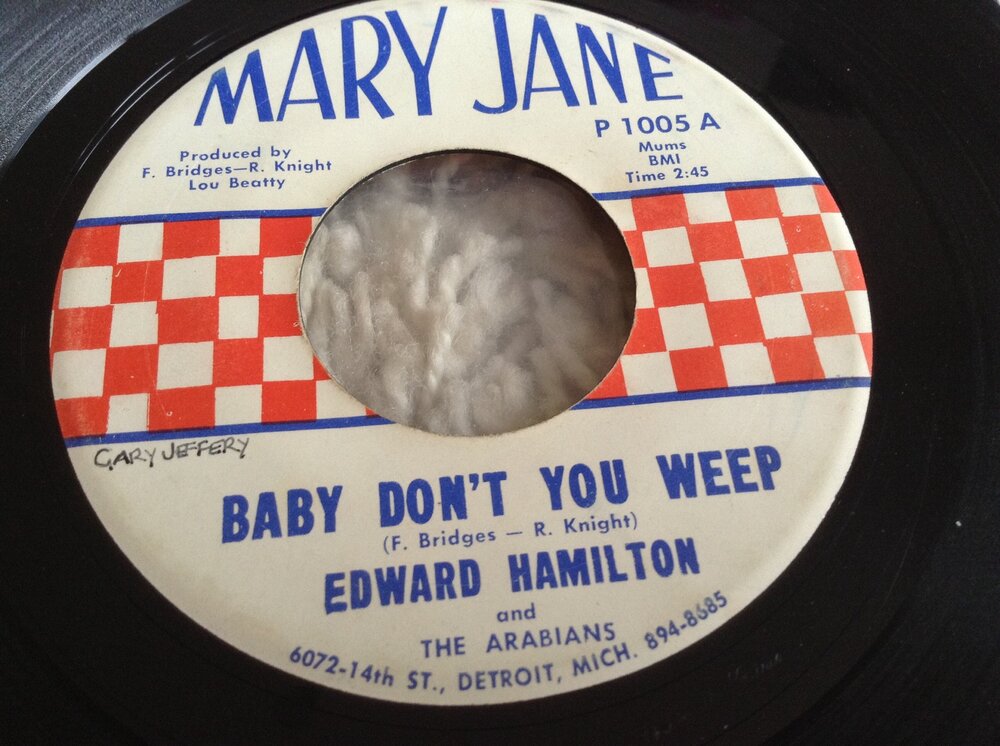 MARY JANE
P 1005 A
Mums
BMI
Time 2:45
Produced by
F. Bridges—R. Knight
Lou Beatty
GARY JEFFERY
BABY DON'T YOU WEEP
(F. Bridges — R. Knight)
EDWARD HAMILTON
and
THE ARABIANS
6072-14th ST., DETROIT, MICH. 894-8685